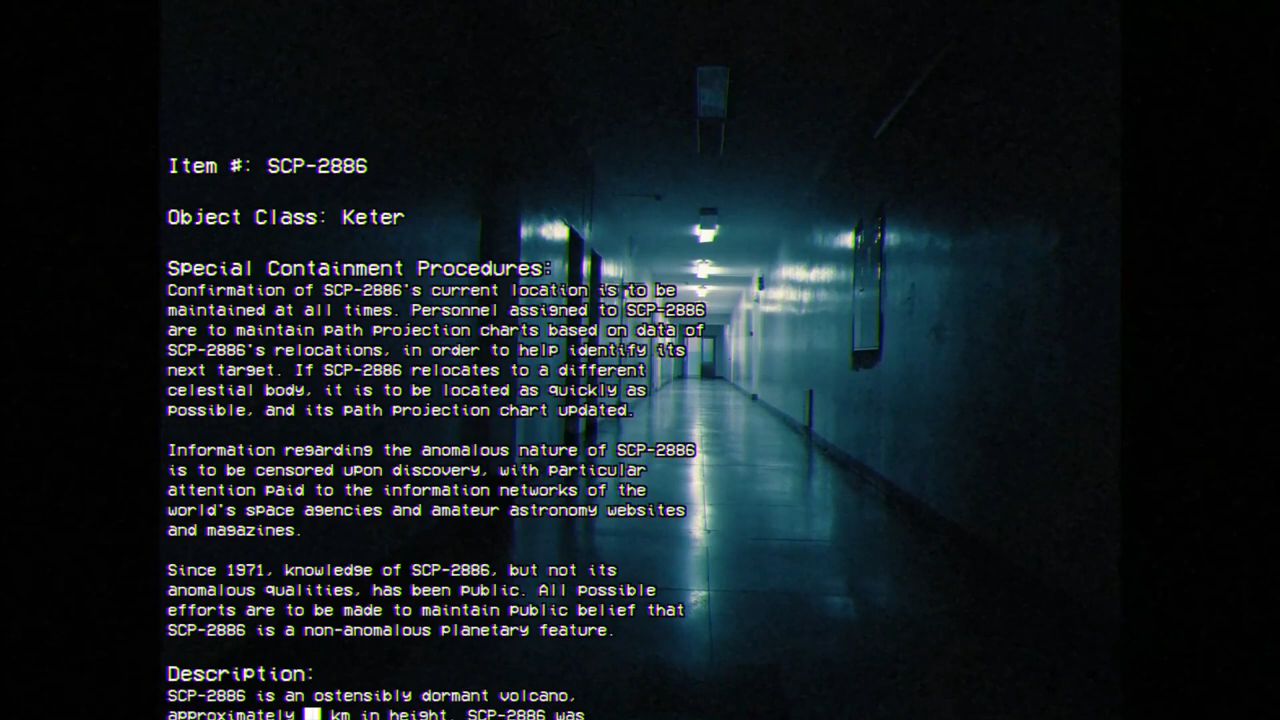 Item #: SCP-2886
Object Class: Keter
Special Containment Procedures:
Confirmation of SCP-2886's current location is to be
maintained at all times. Personnel assigned to SCP-2886
are to maintain path projection charts based on data of
SCP-2886's relocations, in order to help identify its
next target. If SCP-2886 relocates to a different
celestial body, it is to be located as quickly as
possible, and its path projection chart updated.
Information regarding the anomalous nature of SCP-2886
is to be censored upon discovery, with particular
attention paid to the information networks of the
world's space agencies and amateur astronomy websites
and magazines.
Since 1971, knowledge of SCP-2886, but not its
anomalous qualities, has been public. All possible
efforts are to be made to maintain public belief that
SCP-2886 is a non-anomalous planetary feature.
Description:
SCP-2886 is an ostensibly dormant volcano,
approximately ██ km in height. SCP-2886 was